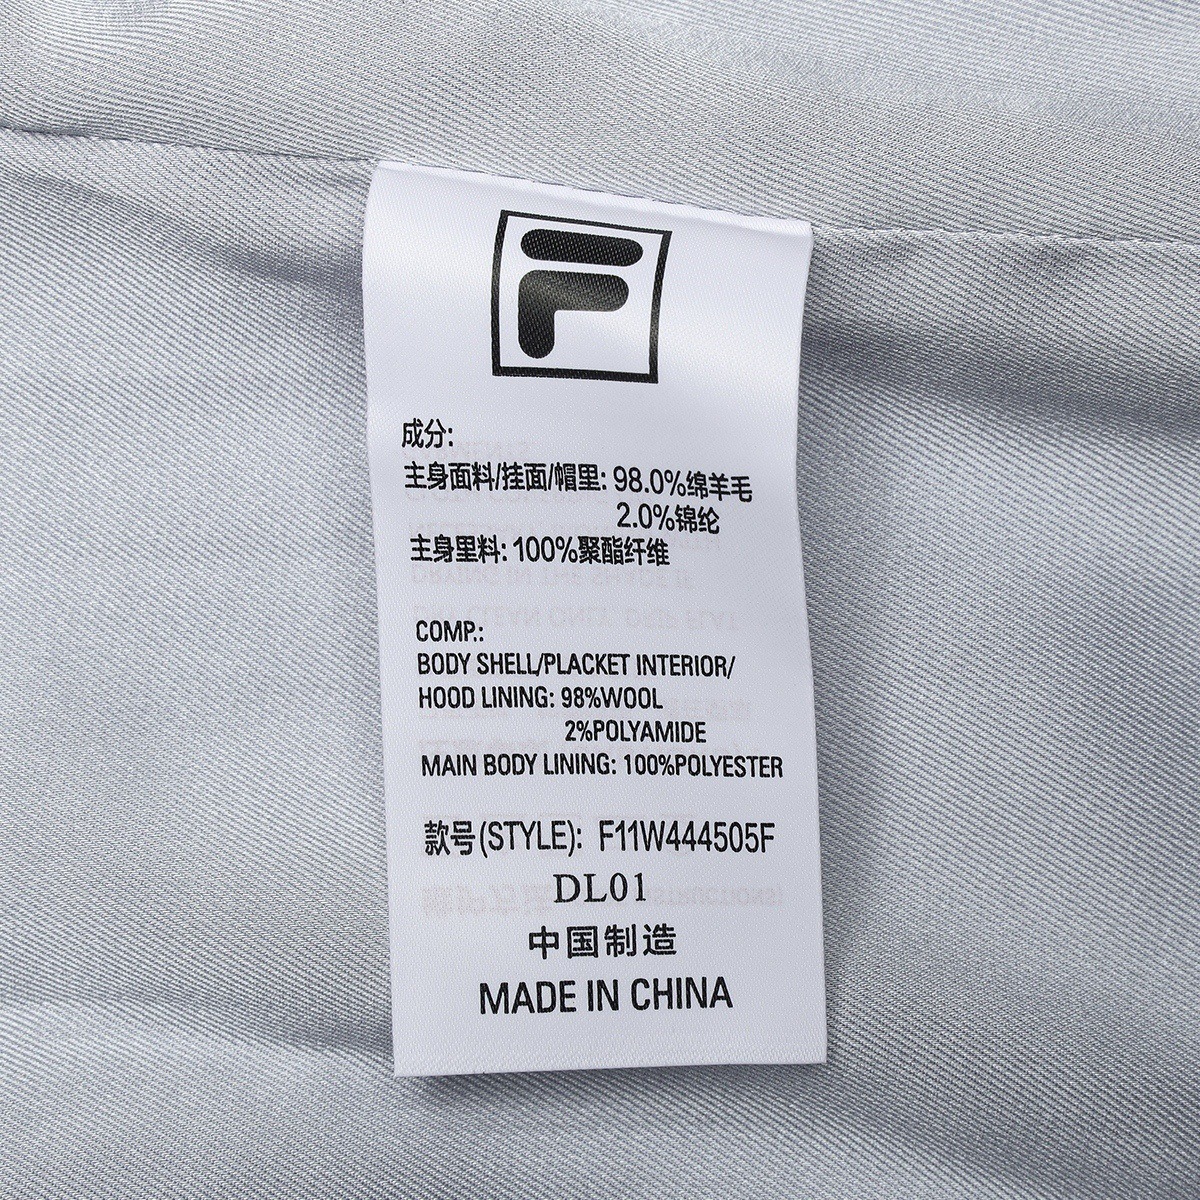 F
成分:
主身面料/挂面/帽里: 98.0%绵羊毛
2.0%锦纶
主身里料: 100%聚酯纤维
COMP.:
BODY SHELL/PLACKET INTERIOR/
HOOD LINING: 98%WOOL
2%POLYAMIDE
MAIN BODY LINING: 100%POLYESTER
款号(STYLE): F11W444505F
DL01
中国制造
MADE IN CHINA